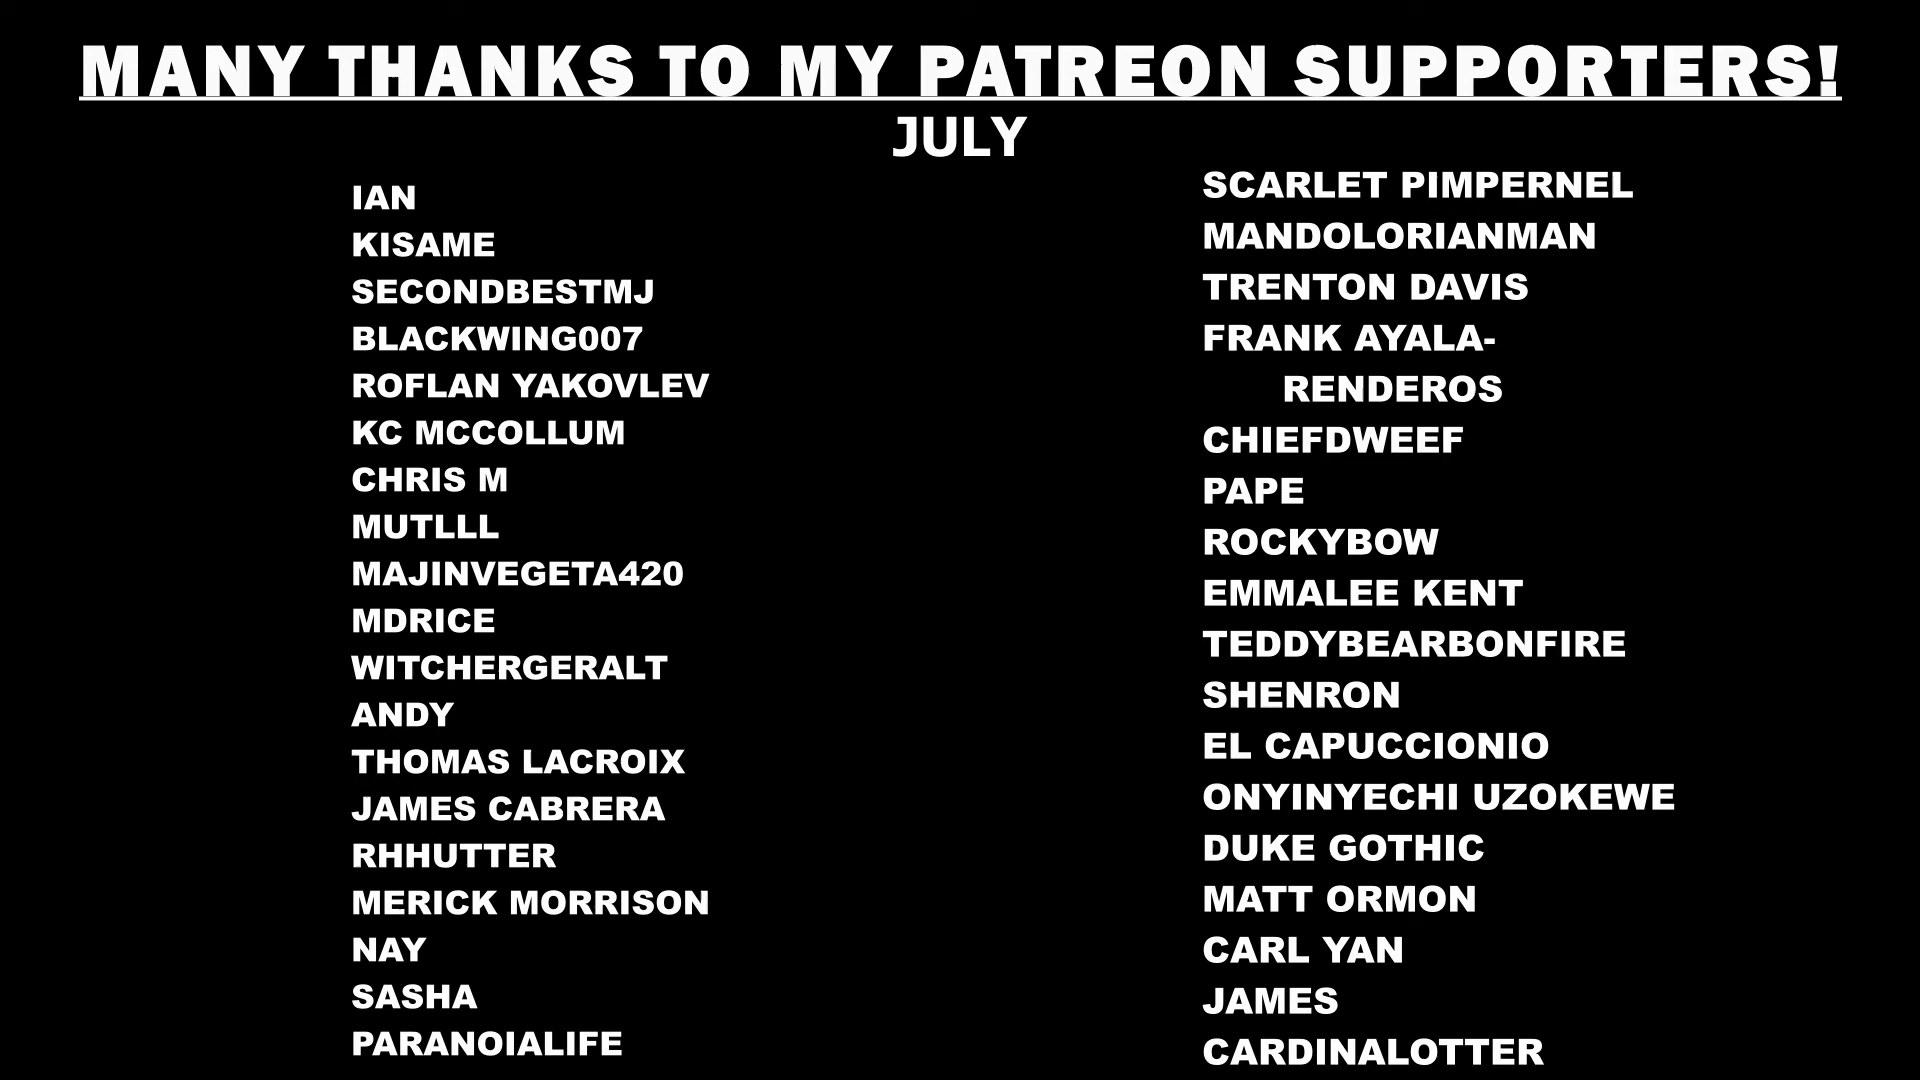 MANY THANKS TO MY PATREON SUPPORTERS!
JULY
IAN
KISAME
SECONDBESTMJ
BLACKWING007
ROFLAN YAKOVLEV
KC MCCOLLUM
CHRIS M
MUTLLL
MAJINVEGETA420
MDRICE
WITCHERGERALT
ANDY
THOMAS LACROIX
JAMES CABRERA
RHHUTTER
MERICK MORRISON
NAY
SASHA
PARANOIALIFE
SCARLET PIMPERNEL
MANDOLORIANMAN
TRENTON DAVIS
FRANK AYALA-
RENDEROS
CHIEFDWEEF
PAPE
ROCKYBOW
EMMALEE KENT
TEDDYBEARBONFIRE
SHENRON
EL CAPUCCIONIO
ONYINYECHI UZOKEWE
DUKE GOTHIC
MATT ORMON
CARL YAN
JAMES
CARDINALOTTER